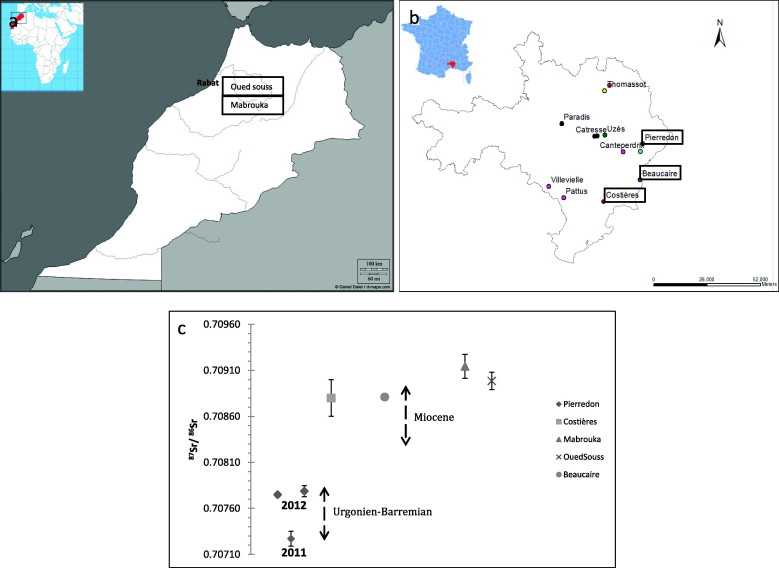 a
Rabat
Oued souss
Mabrouka
100 km
60 mi
© Daniel Dalet / d-maps.com
b
N
Thomassot
Paradis
Catresse
Uzès
Pierredon
Canteperdrix
Beaucaire
Villevielle
Pattus
Costières
0 26,000 52,000
Meters
c
0.70960
0.70910
0.70860
0.70810
0.70760
0.70710
87Sr/ 86Sr
2012
2011
Urgonien-Barremian
Miocene
Pierredon
Costières
Mabrouka
OuedSouss
Beaucaire